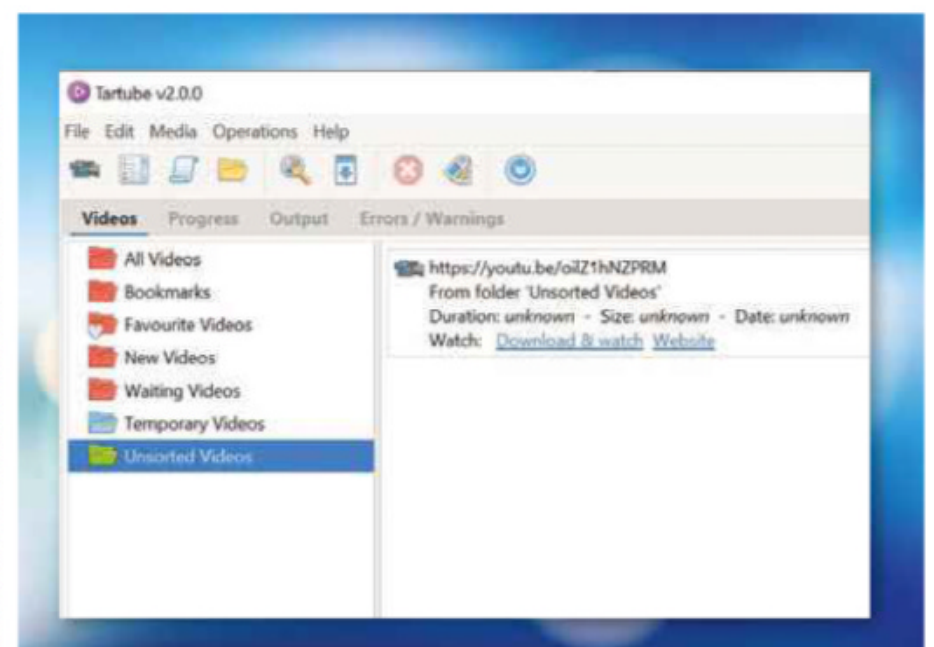 Tartube v2.0.0
File Edit Media Operations Help
Videos Progress Output Errors / Warnings
All Videos
Bookmarks
Favourite Videos
New Videos
Waiting Videos
Temporary Videos
Unsorted Videos
https://youtu.be/oilZ1hNZPRM
From folder 'Unsorted Videos'
Duration: unknown - Size: unknown - Date: unknown
Watch: Download & watch Website